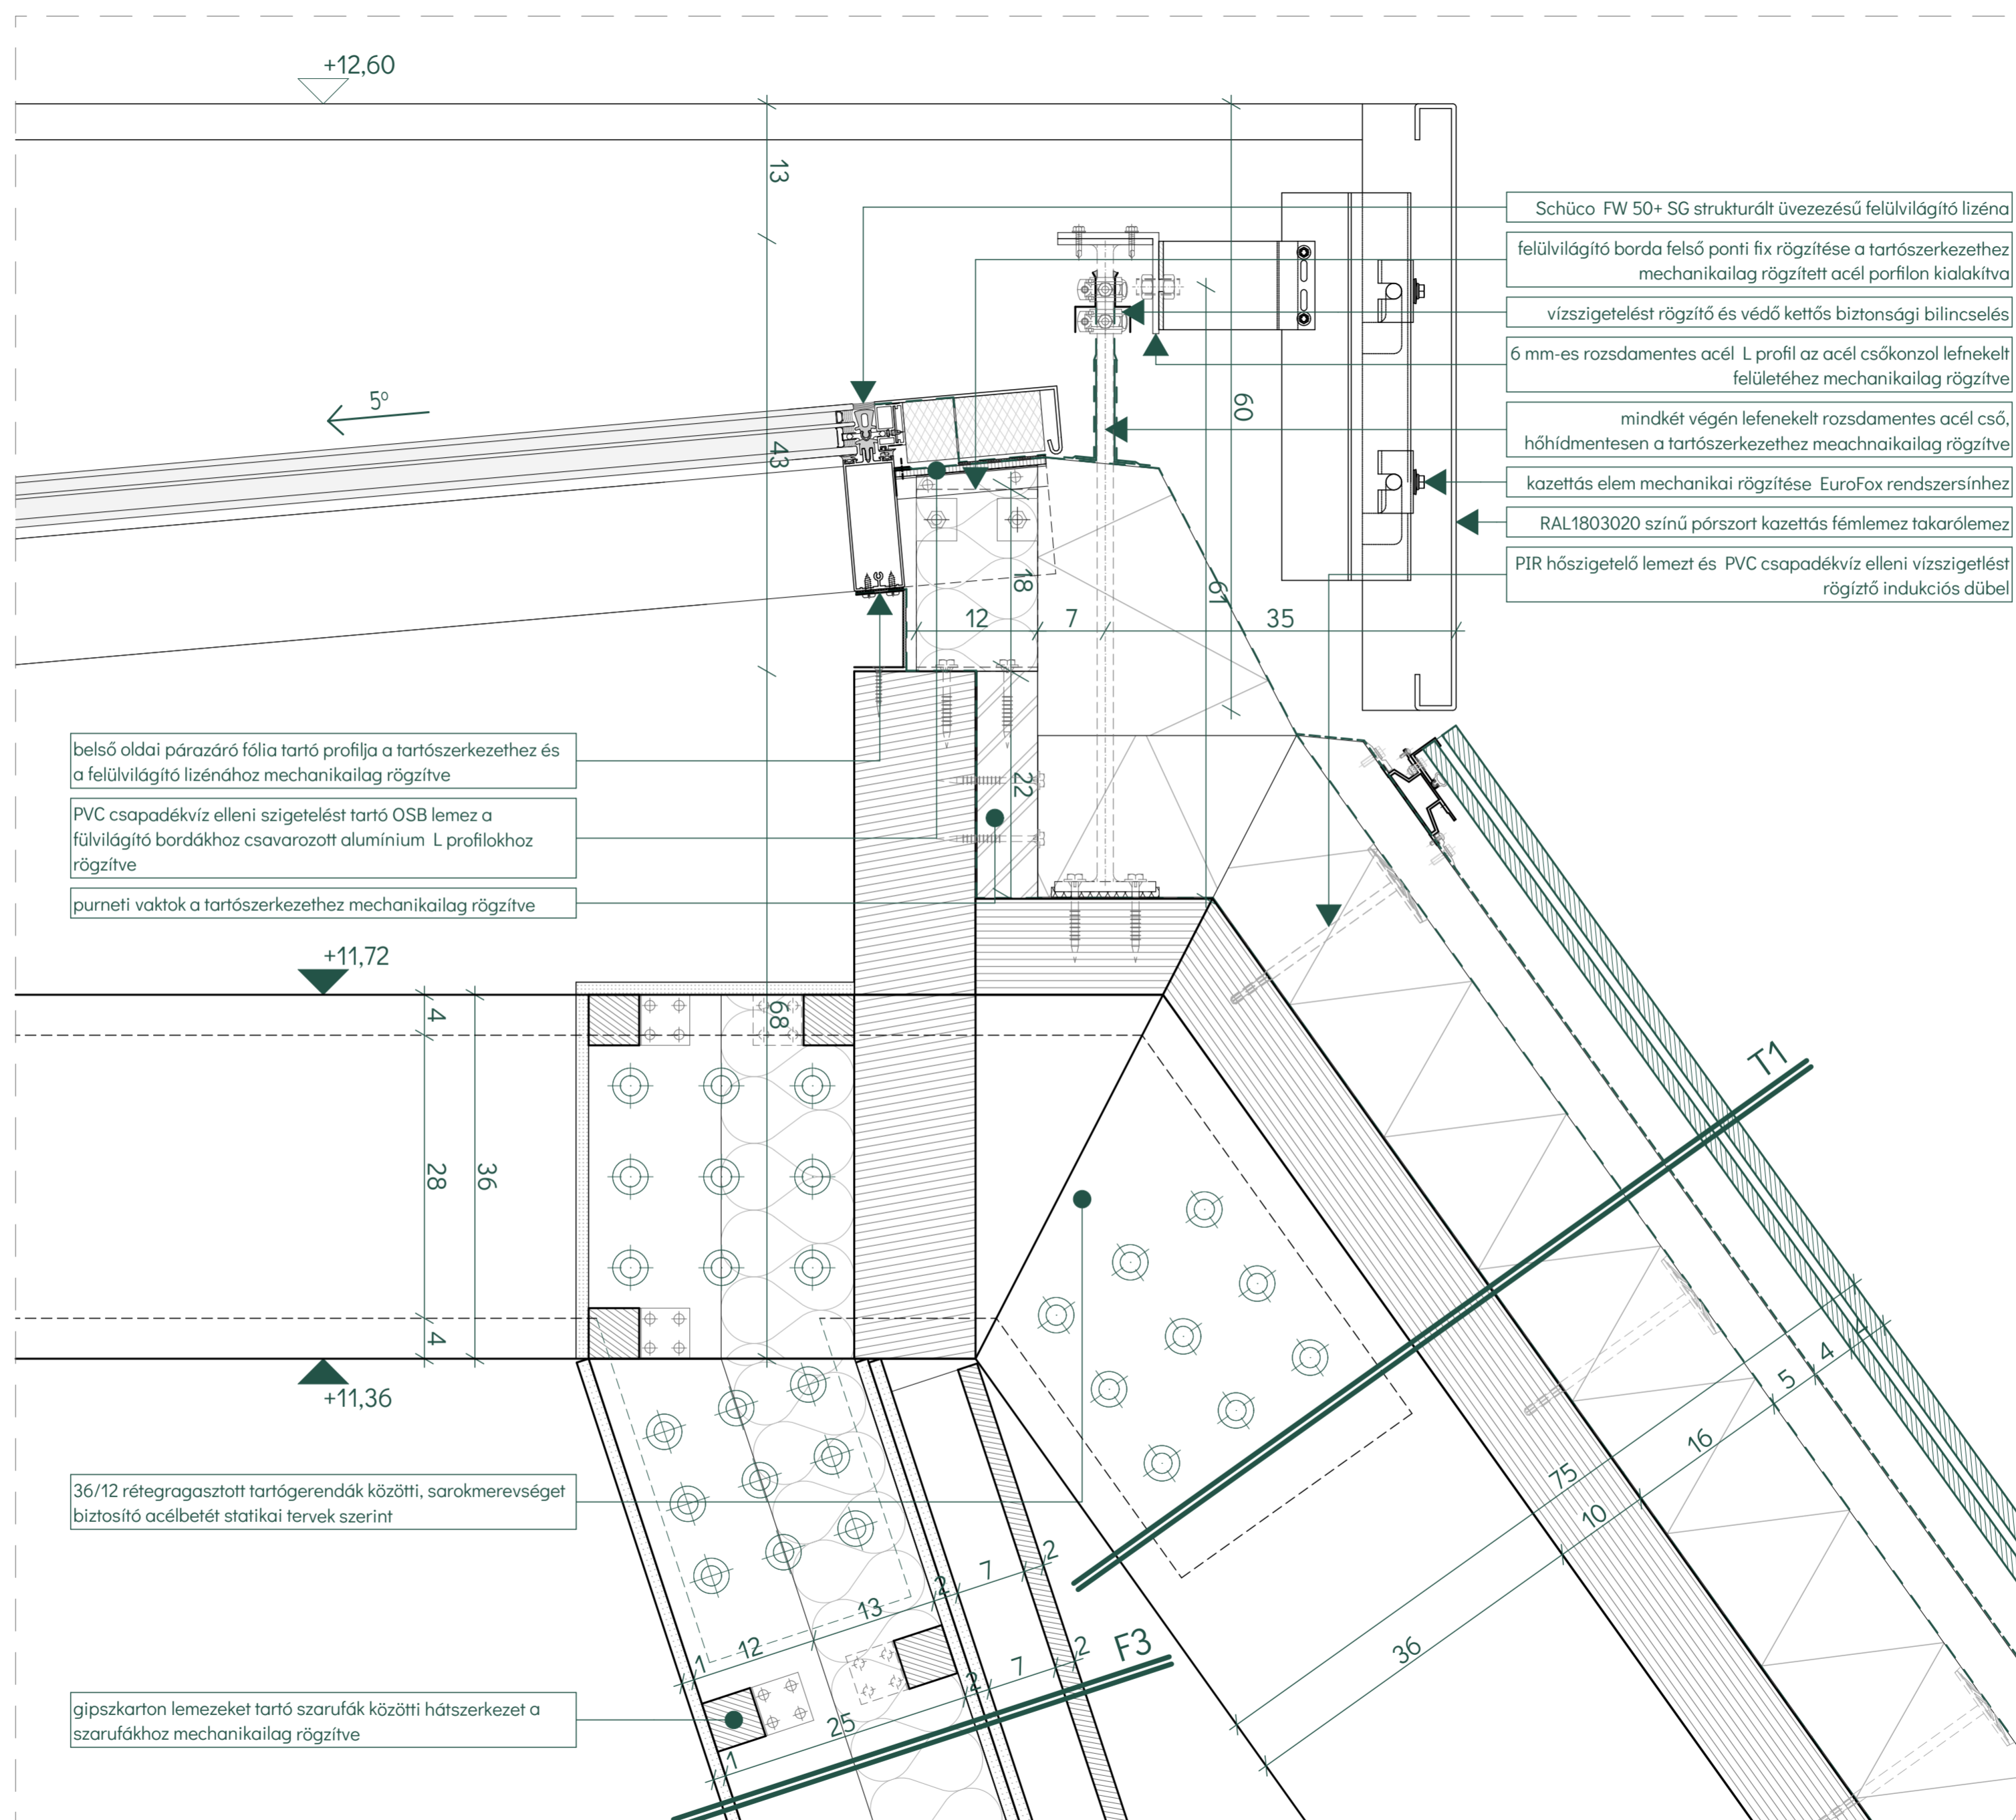 +12,60
13
Schüco FW 50+ SG strukturált üvezezésű felülvilágító lizéna
felülvilágító borda felső ponti fix rögzítése a tartószerkezethez
mechanikailag rögzített acél porfilon kialakítva
vízszigetelést rögzítő és védő kettős biztonsági bilincselés
6 mm-es rozsdamentes acél L profil az acél csőkonzol lefnekelt
felületéhez mechanikailag rögzítve
mindkét végén lefenekelt rozsdamentes acél cső,
hőhídmentesen a tartószerkezethez meachnaikailag rögzítve
kazettás elem mechanikai rögzítése EuroFox rendszersínhez
RAL1803020 színű pórszort kazettás fémlemez takarólemez
PIR hőszigetelő lemezt és PVC csapadékvíz elleni vízszigetlést
rögíztő indukciós dübel
5°
43
60
18
61
12
7
35
22
belső oldai párazáró fólia tartó profilja a tartószerkezethez és
a felülvilágító lizénához mechanikailag rögzítve
PVC csapadékvíz elleni szigetelést tartó OSB lemez a
fülvilágító bordákhoz csavarozott alumínium L profilokhoz
rögzítve
purneti vaktok a tartószerkezethez mechanikailag rögzítve
+11,72
4
68
28
36
4
+11,36
T1
1
4
5
16
75
10
36
36/12 rétegragasztott tartógerendák közötti, sarokmerevséget
biztosító acélbetét statikai tervek szerint
1
12
13
2
7
2
F3
1
25
2
7
2
gipszkarton lemezeket tartó szarufák közötti hátszerkezet a
szarufákhoz mechanikailag rögzítve